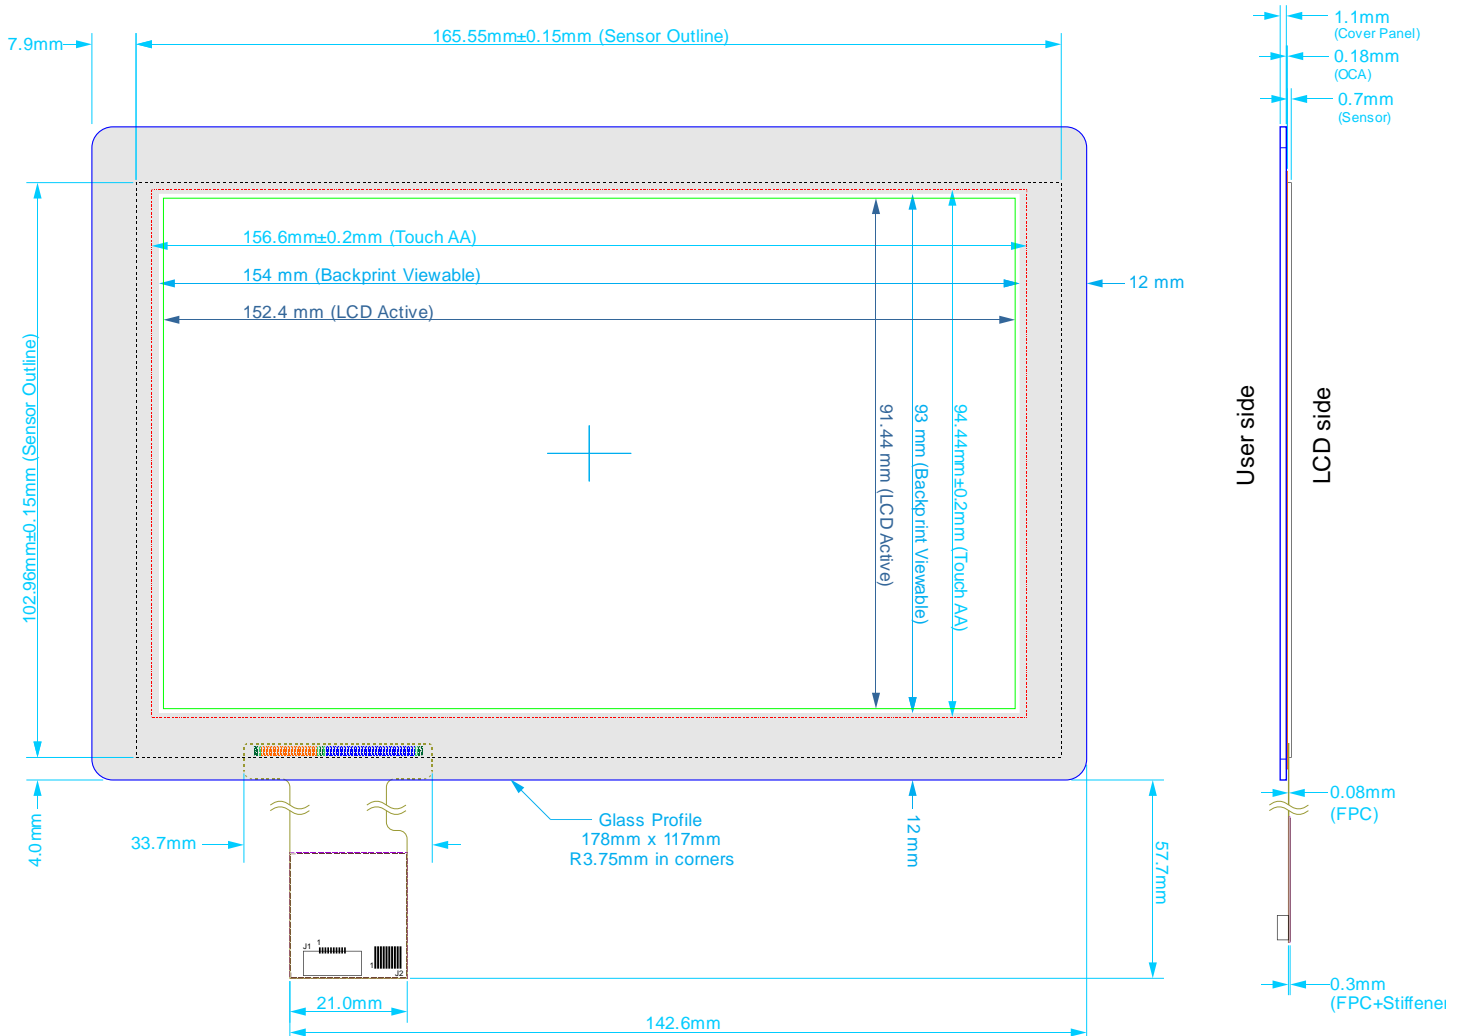 1.1mm
(Cover Panel)
7.9mm
165.55mm±0.15mm (Sensor Outline)
0.18mm
(OCA)
0.7mm
(Sensor)
156.6mm±0.2mm (Touch AA)
154 mm (Backprint Viewable)
12 mm
152.4 mm (LCD Active)
102.96mm±0.15mm (Sensor Outline)
91.44 mm (LCD Active)
93 mm (Backprint Viewable)
94.44mm±0.2mm (Touch AA)
User side
LCD side
4.0mm
33.7mm
Glass Profile
178mm x 117mm
R3.75mm in corners
12 mm
57.7mm
0.08mm
(FPC)
J1
1
1
J2
21.0mm
142.6mm
0.3mm
(FPC+Stiffener